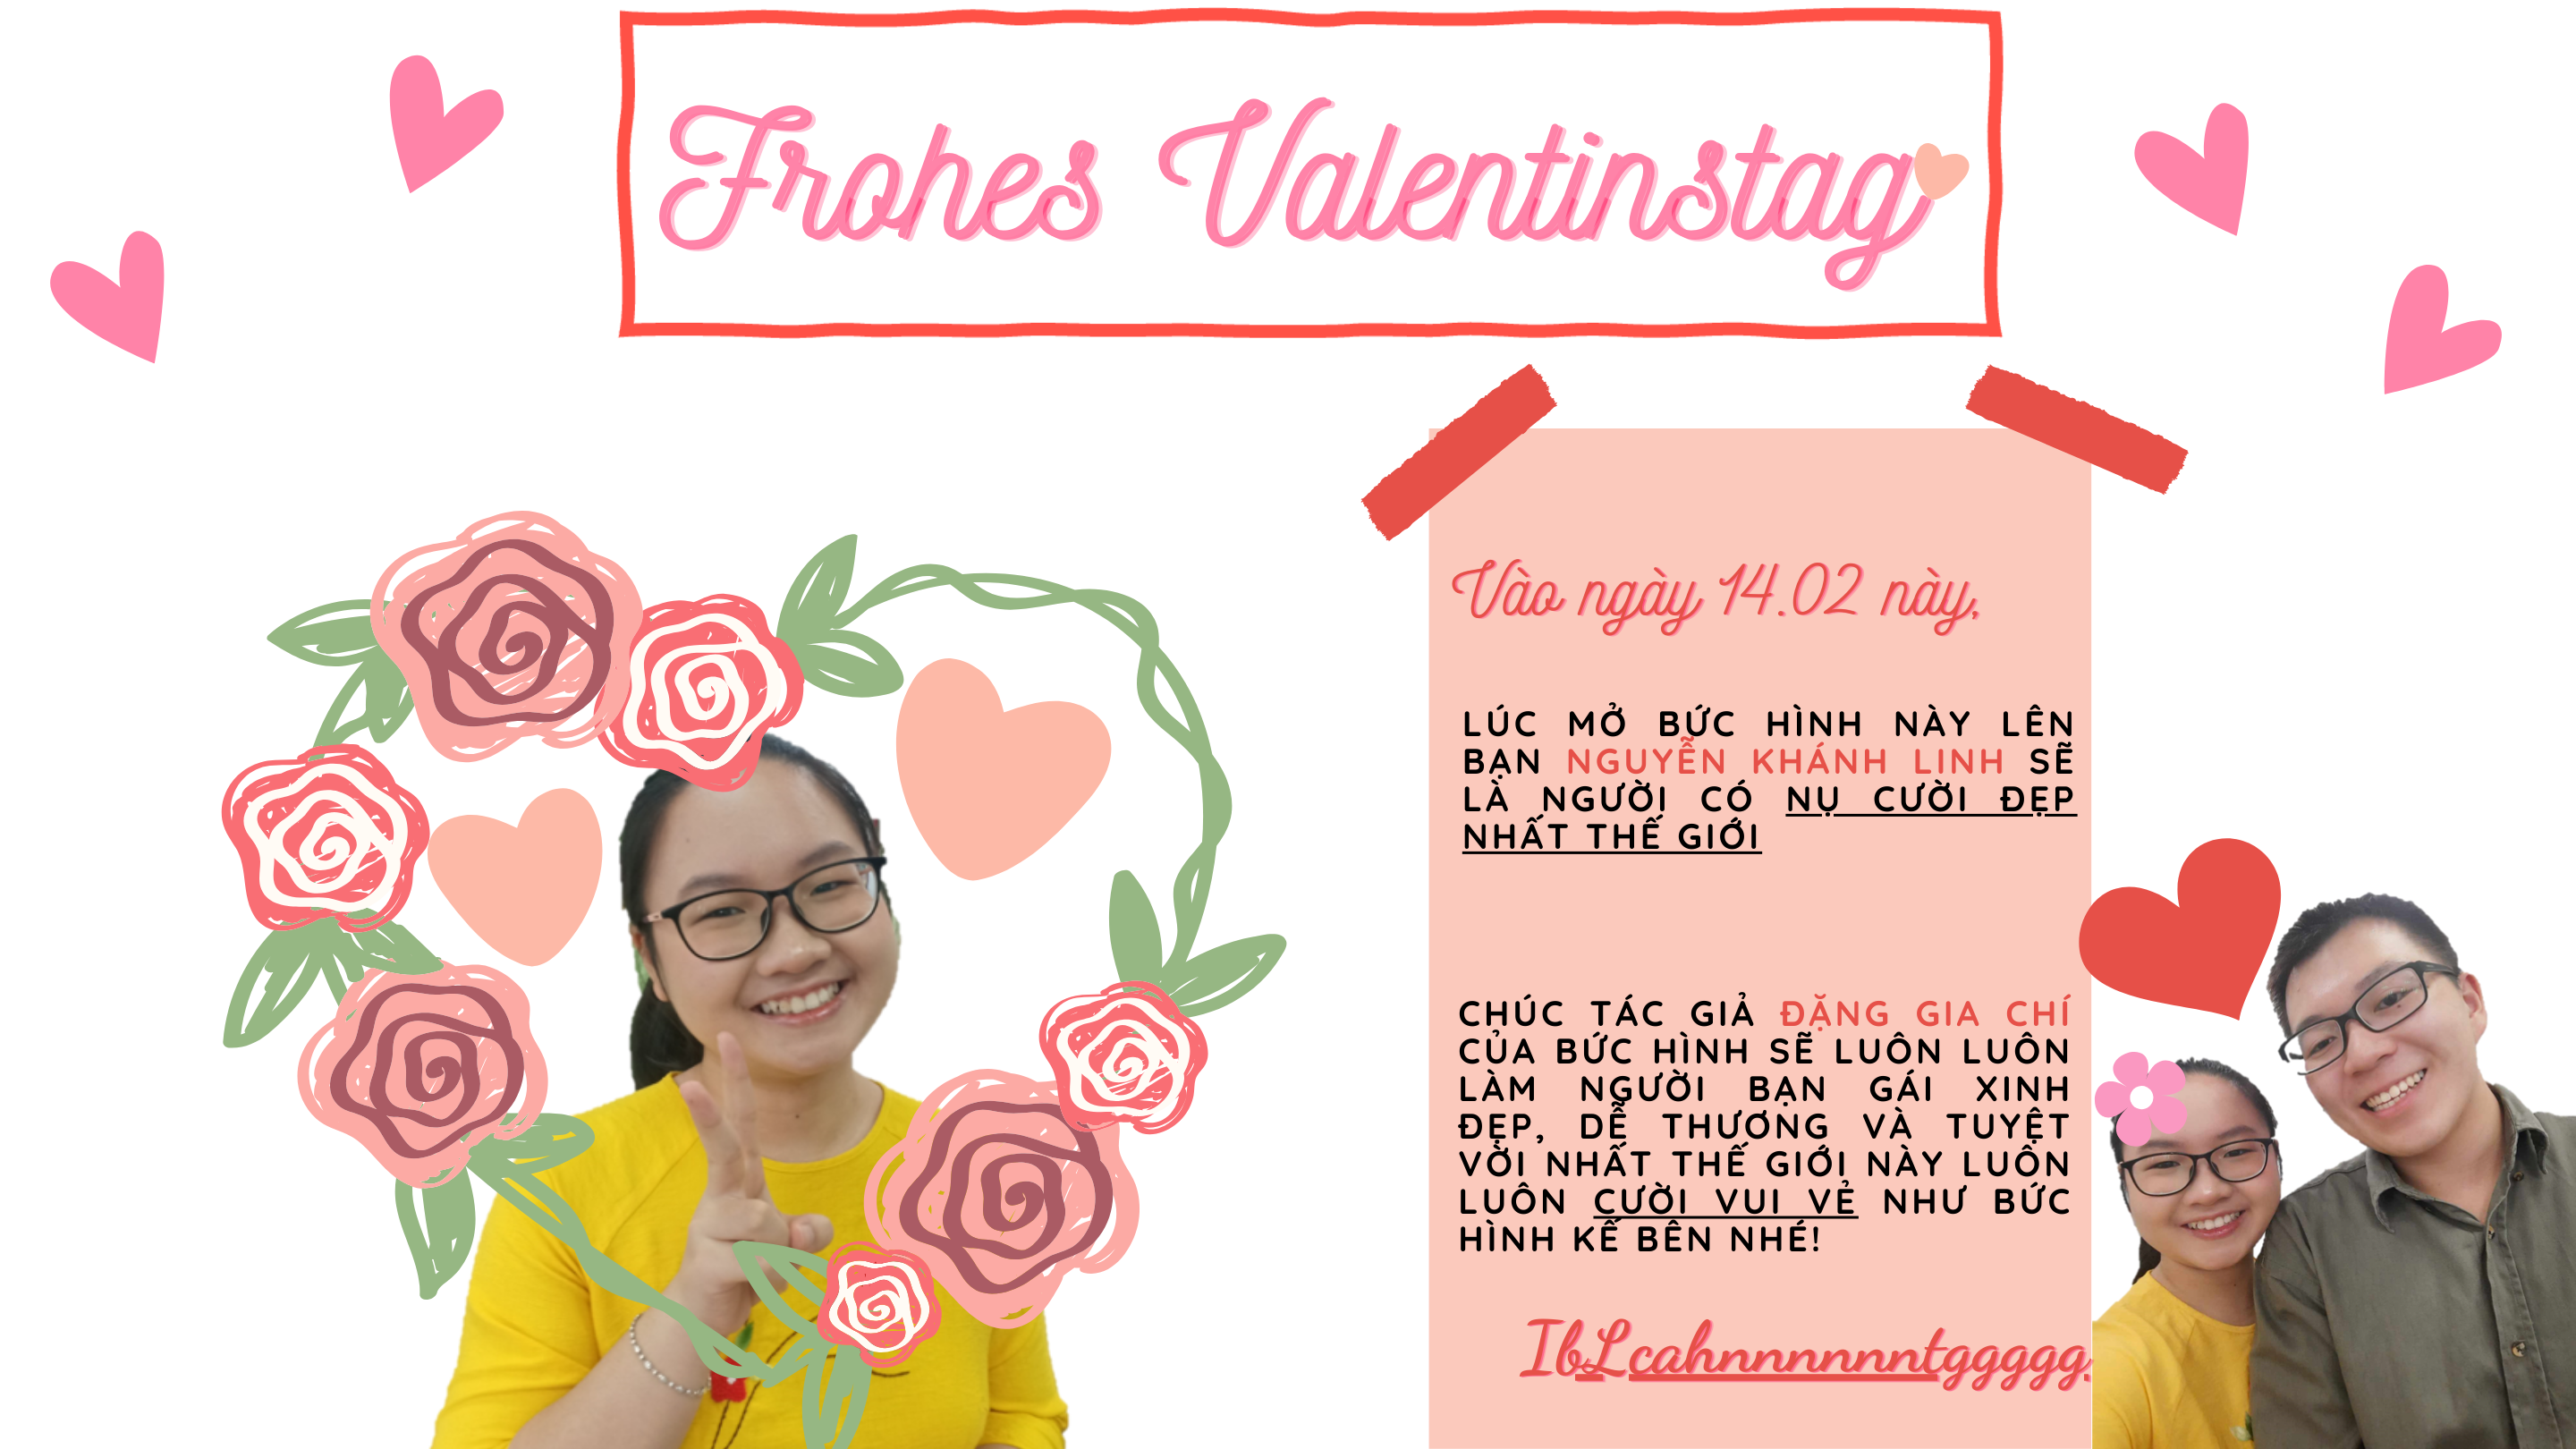 Frohes Valentinstag
Vào ngày 14.02 này,
LÚC MỞ BỨC HÌNH NÀY LÊN
BẠN NGUYỄN KHÁNH LINH SẼ
LÀ NGƯỜI CÓ NỤ CƯỜI ĐẸP
NHẤT THẾ GIỚI
CHÚC TÁC GIẢ ĐẶNG GIA CHÍ
CỦA BỨC HÌNH SẼ LUÔN LUÔN
LÀM NGƯỜI BẠN GÁI XINH
ĐẸP, DỄ THƯƠNG VÀ TUYỆT
VỜI NHẤT THẾ GIỚI NÀY LUÔN
LUÔN CƯỜI VUI VẺ NHƯ BỨC
HÌNH KẾ BÊN NHÉ!
IbLcahnnnnnntggggg.